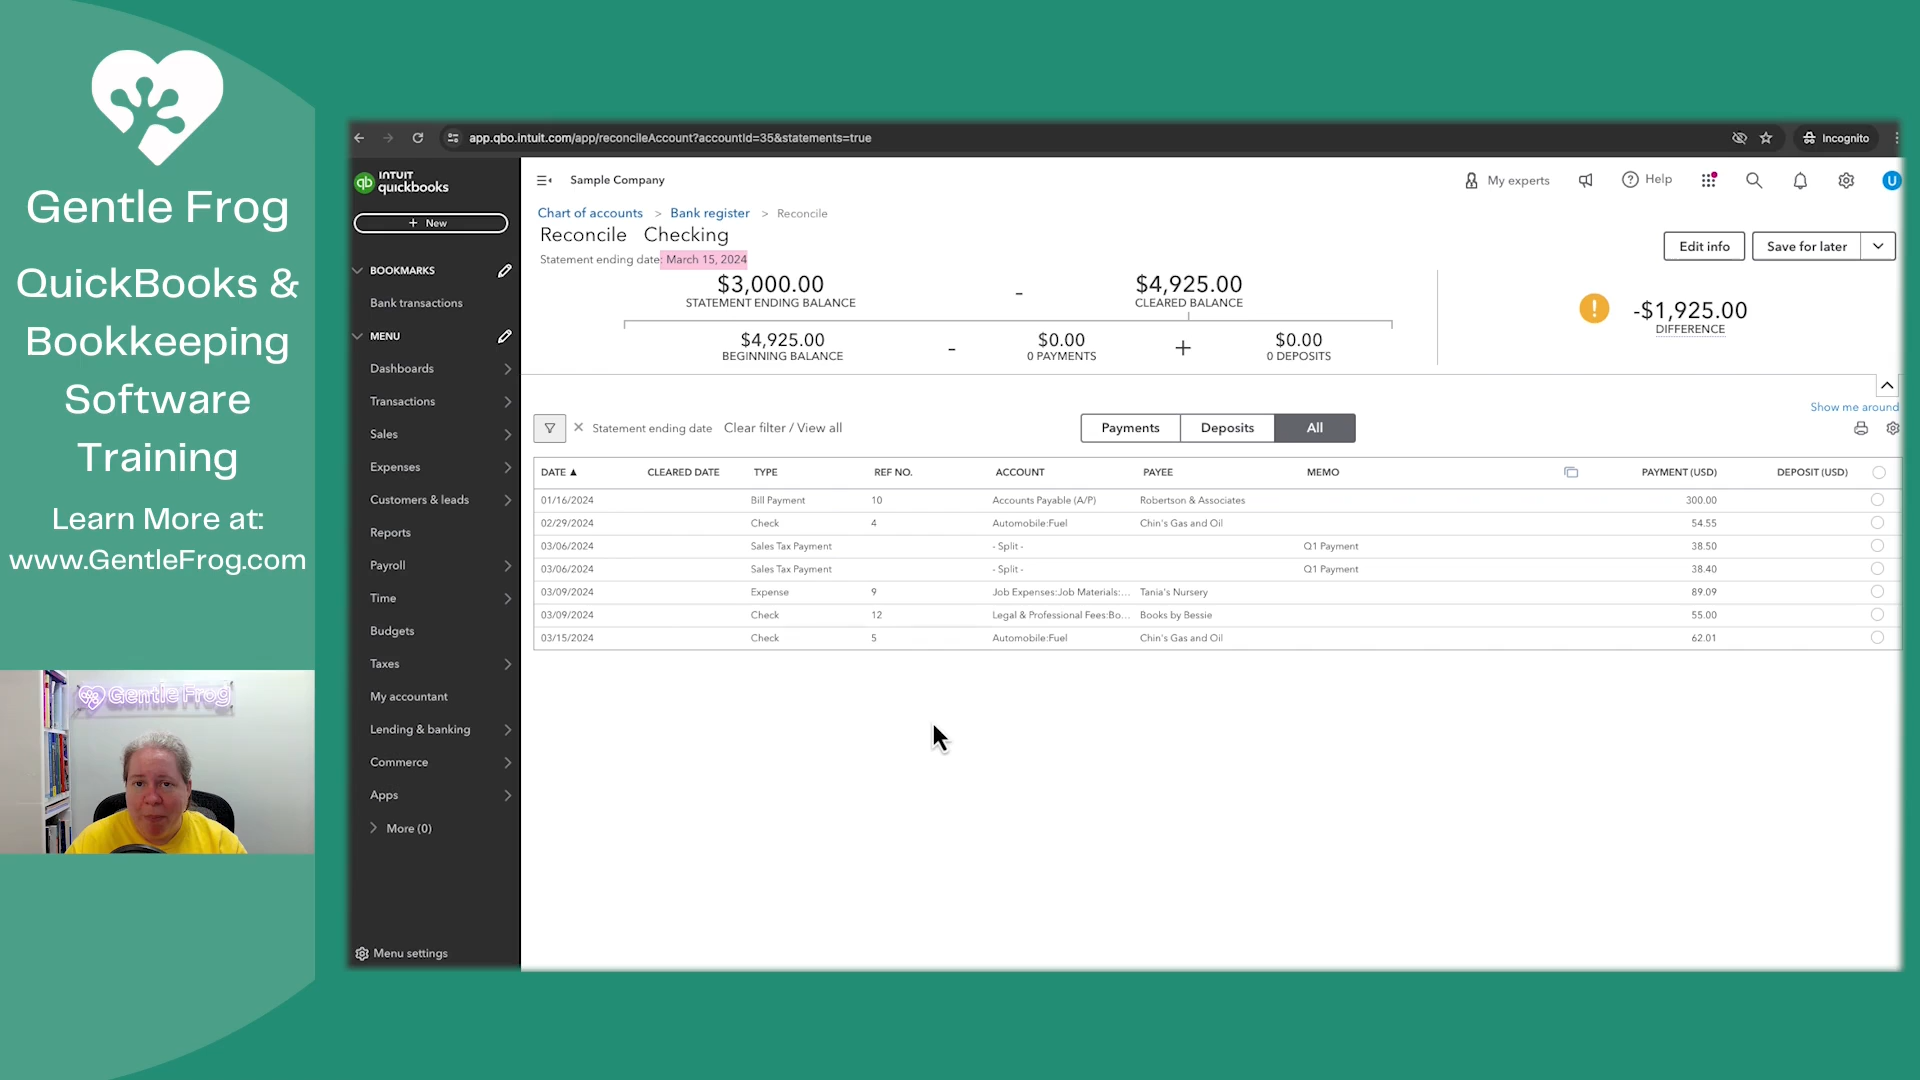 Gentle Frog
QuickBooks &
Bookkeeping
Software
Training
Learn More at:
www.GentleFrog.com
Gentle Frog
app.qbo.intuit.com/app/reconcileAccount?accountId=35&statements=true
Incognito
qb INTUIT quickbooks
+ New
BOOKMARKS
Bank transactions
MENU
Dashboards
Transactions
Sales
Expenses
Customers & leads
Reports
Payroll
Time
Budgets
Taxes
My accountant
Lending & banking
Commerce
Apps
More (0)
Menu settings
Sample Company
My experts
? Help
U
Chart of accounts > Bank register > Reconcile
Reconcile Checking
Statement ending date: March 15, 2024
Edit info
Save for later
$3,000.00 - $4,925.00
STATEMENT ENDING BALANCE CLEARED BALANCE
$4,925.00 - $0.00 + $0.00
BEGINNING BALANCE 0 PAYMENTS 0 DEPOSITS
! -$1,925.00
DIFFERENCE
Show me around
Statement ending date Clear filter / View all
Payments Deposits All
DATE ▲ CLEARED DATE TYPE REF NO. ACCOUNT PAYEE MEMO PAYMENT (USD) DEPOSIT (USD)
01/16/2024 Bill Payment 10 Accounts Payable (A/P) Robertson & Associates 300.00
02/29/2024 Check 4 Automobile:Fuel Chin's Gas and Oil 54.55
03/06/2024 Sales Tax Payment - Split - Q1 Payment 38.50
03/06/2024 Sales Tax Payment - Split - Q1 Payment 38.40
03/09/2024 Expense 9 Job Expenses:Job Materials:... Tania's Nursery 89.09
03/09/2024 Check 12 Legal & Professional Fees:Bo... Books by Bessie 55.00
03/15/2024 Check 5 Automobile:Fuel Chin's Gas and Oil 62.01